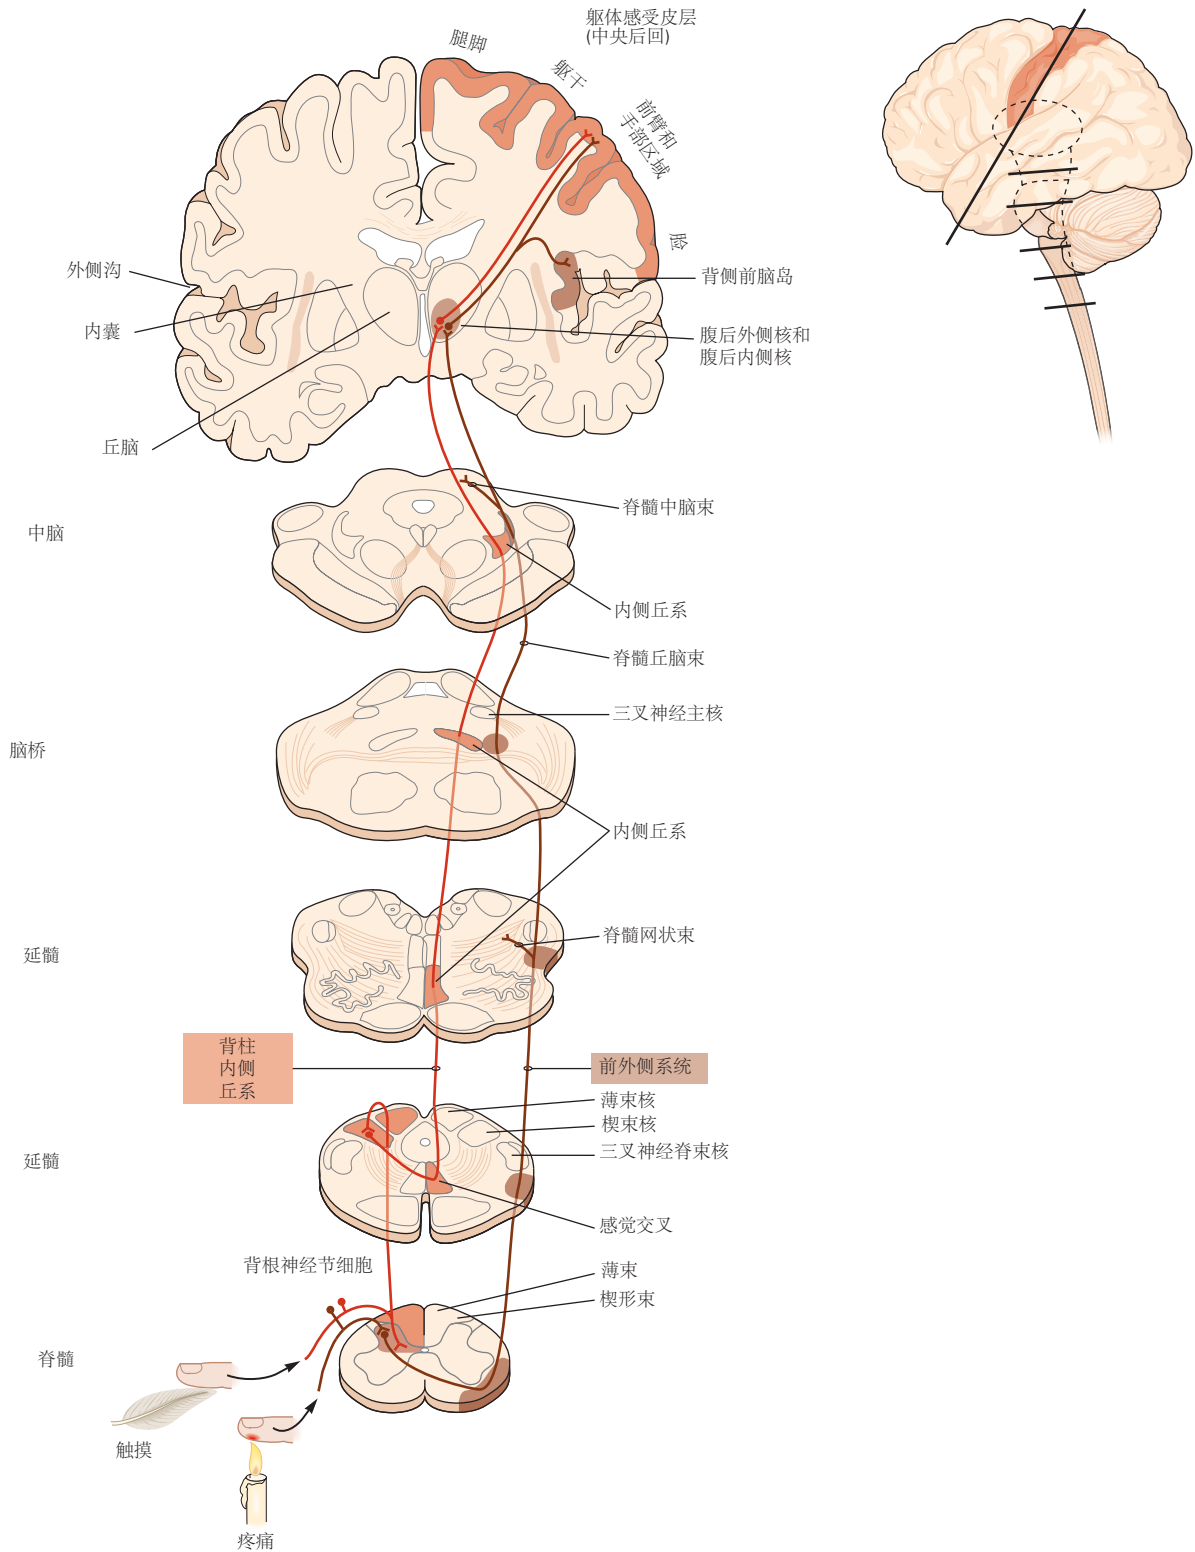 躯体感受皮层
(中央后回)
腿脚
躯干
前臂和
手部区域
脸
外侧沟
背侧前脑岛
内囊
腹后外侧核和
腹后内侧核
丘脑
脊髓中脑束
中脑
内侧丘系
脊髓丘脑束
三叉神经主核
脑桥
内侧丘系
脊髓网状束
延髓
背柱
内侧
丘系
前外侧系统
薄束核
楔束核
三叉神经脊束核
延髓
感觉交叉
背根神经节细胞
薄束
楔形束
脊髓
触摸
疼痛